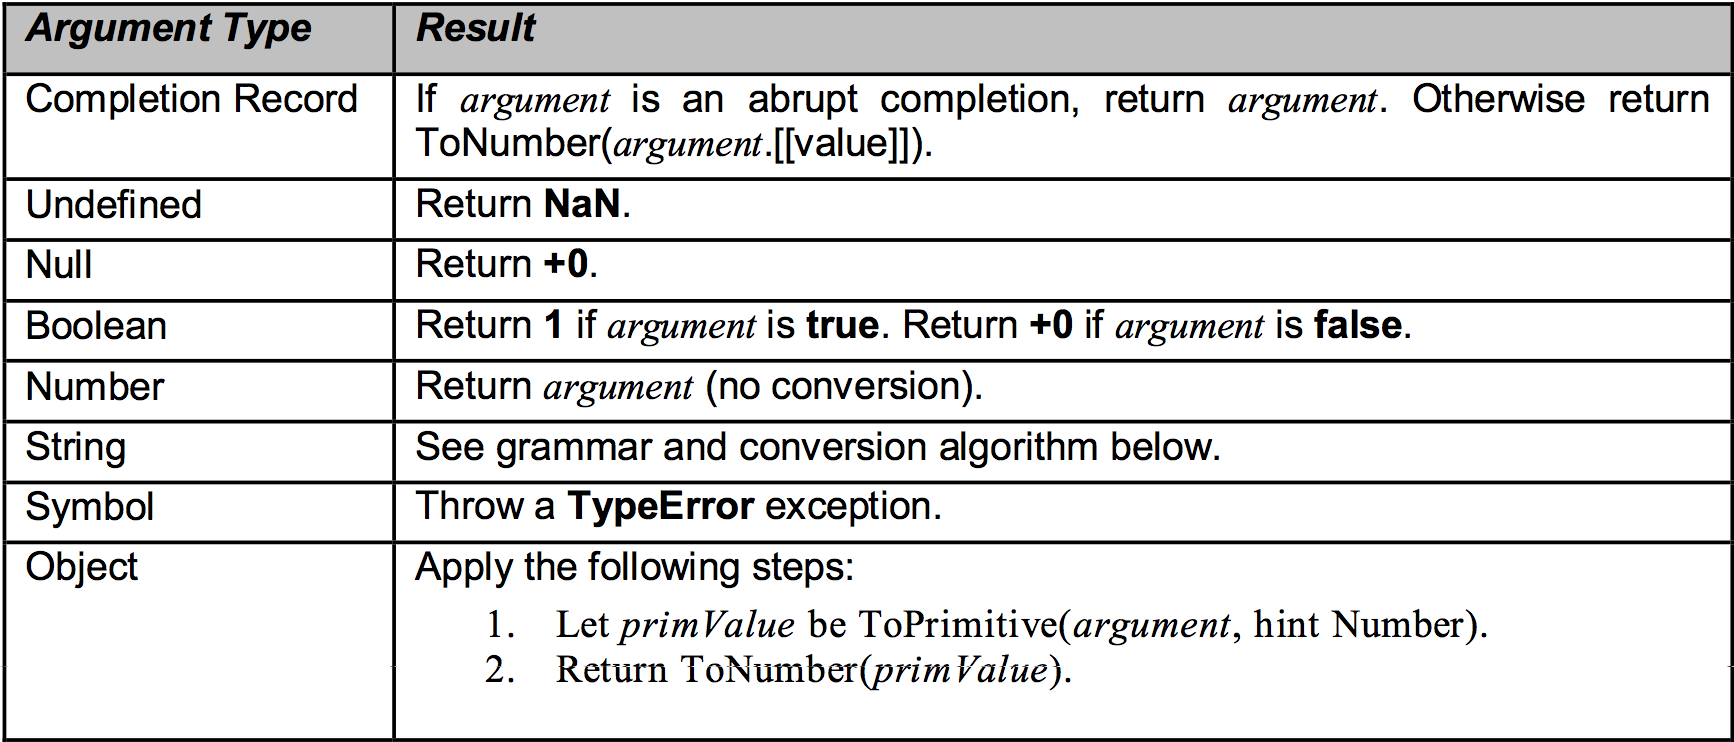 Argument Type Result
Completion Record If argument is an abrupt completion, return argument. Otherwise return
ToNumber(argument.[[value]]).
Undefined Return NaN.
Null Return +0.
Boolean Return 1 if argument is true. Return +0 if argument is false.
Number Return argument (no conversion).
String See grammar and conversion algorithm below.
Symbol Throw a TypeError exception.
Object Apply the following steps:
1. Let primValue be ToPrimitive(argument, hint Number).
2. Return ToNumber(primValue).